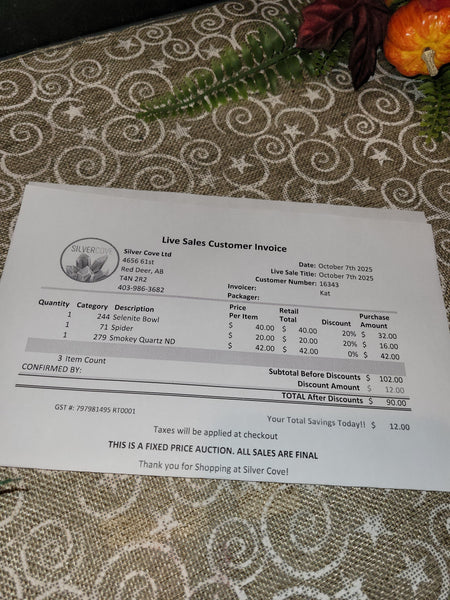 Live Sales Customer Invoice
SILVERCOVE
Silver Cove Ltd
4656 61st
Red Deer, AB
T4N 2R2
403-986-3682
Date: October 7th 2025
Live Sale Title: October 7th 2025
Customer Number: 16343
Invoicer: Kat
Packager:
Quantity Category Description Price Per Item Retail Total Discount Purchase Amount
1 244 Selenite Bowl $ 40.00 $ 40.00 20% $ 32.00
1 71 Spider $ 20.00 $ 20.00 20% $ 16.00
1 279 Smokey Quartz ND $ 42.00 $ 42.00 0% $ 42.00
3 Item Count
Subtotal Before Discounts $ 102.00
CONFIRMED BY:
Discount Amount $ 12.00
TOTAL After Discounts $ 90.00
GST #: 797981495 RT0001
Your Total Savings Today!! $ 12.00
Taxes will be applied at checkout
THIS IS A FIXED PRICE AUCTION. ALL SALES ARE FINAL
Thank you for Shopping at Silver Cove!